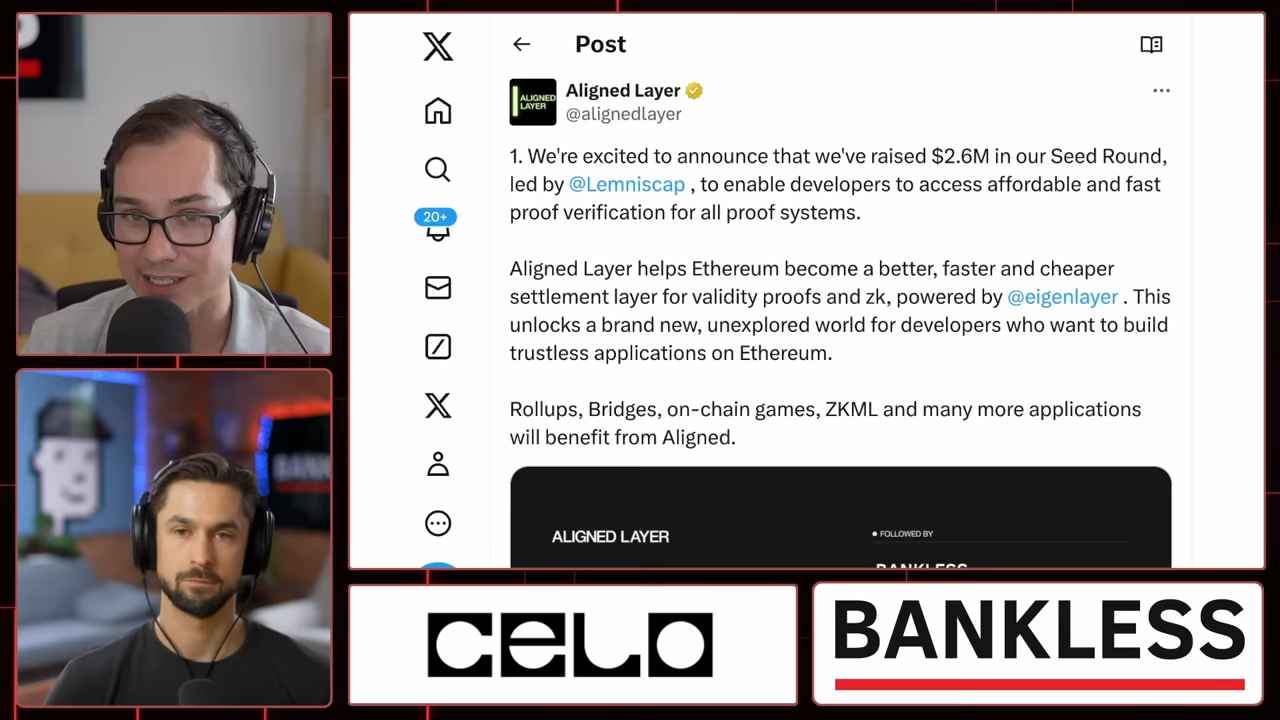 Post
Aligned Layer
@alignedlayer
ALIGNED
LAYER
1. We're excited to announce that we've raised $2.6M in our Seed Round,
led by @Lemniscap , to enable developers to access affordable and fast
proof verification for all proof systems.
20+
Aligned Layer helps Ethereum become a better, faster and cheaper
settlement layer for validity proofs and zk, powered by @eigenlayer . This
unlocks a brand new, unexplored world for developers who want to build
trustless applications on Ethereum.
Rollups, Bridges, on-chain games, ZKML and many more applications
will benefit from Aligned.
ALIGNED LAYER
FOLLOWED BY
BANKLESS
CELO
BANKLESS